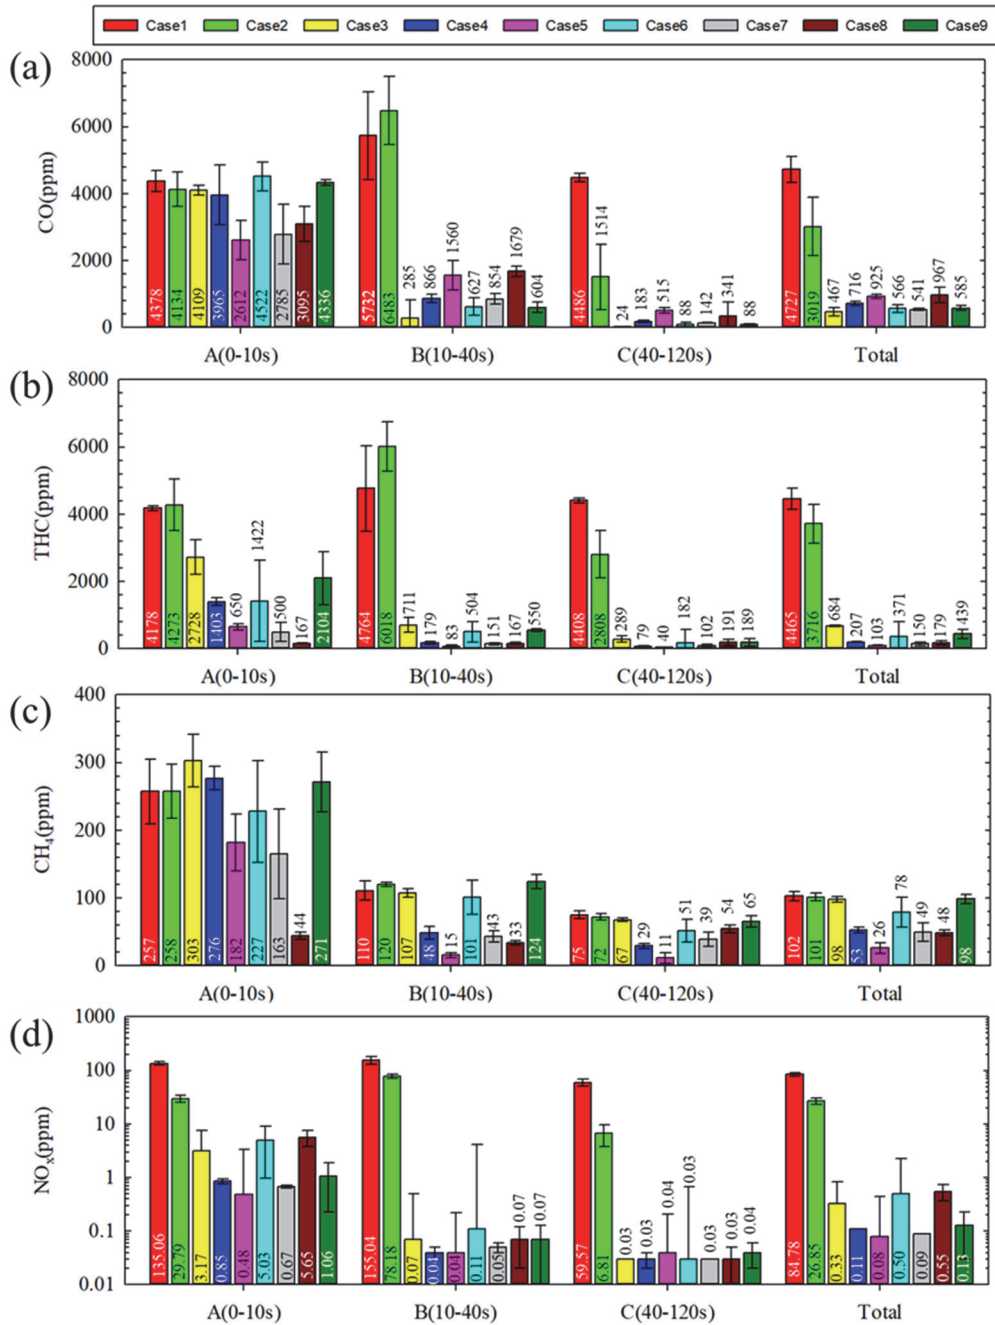 Case1 Case2 Case3 Case4 Case5 Case6 Case7 Case8 Case9
(a)
CO(ppm)
8000
6000
4000
2000
0
4378 4134 4109 3965 2612 4522 2785 3095 4336
5732 6483 285 866 1560 627 854 1679 604
4486 1514 24 183 515 88 142 341 88
4727 3019 467 716 925 566 541 967 585
A(0-10s) B(10-40s) C(40-120s) Total
(b)
THC(ppm)
8000
6000
4000
2000
0
4178 4273 2728 1403 650 1422 500 167 2104
4764 6018 711 179 83 504 151 167 550
4408 2808 289 79 40 182 102 191 189
4465 3716 684 207 103 371 150 179 439
A(0-10s) B(10-40s) C(40-120s) Total
(c)
CH₄(ppm)
400
300
200
100
0
257 258 303 276 182 227 163 44 271
110 120 107 48 15 101 43 33 124
75 72 67 29 11 51 39 54 65
102 101 98 53 26 78 49 48 98
A(0-10s) B(10-40s) C(40-120s) Total
(d)
NOₓ(ppm)
1000
100
10
1
0.1
0.01
135.06 29.79 3.17 0.85 0.48 5.03 0.67 5.65 1.06
155.04 78.18 0.07 0.04 0.04 0.11 0.05 0.07 0.07
59.57 6.81 0.03 0.03 0.04 0.03 0.03 0.03 0.04
84.78 26.85 0.33 0.11 0.08 0.50 0.09 0.55 0.13
A(0-10s) B(10-40s) C(40-120s) Total